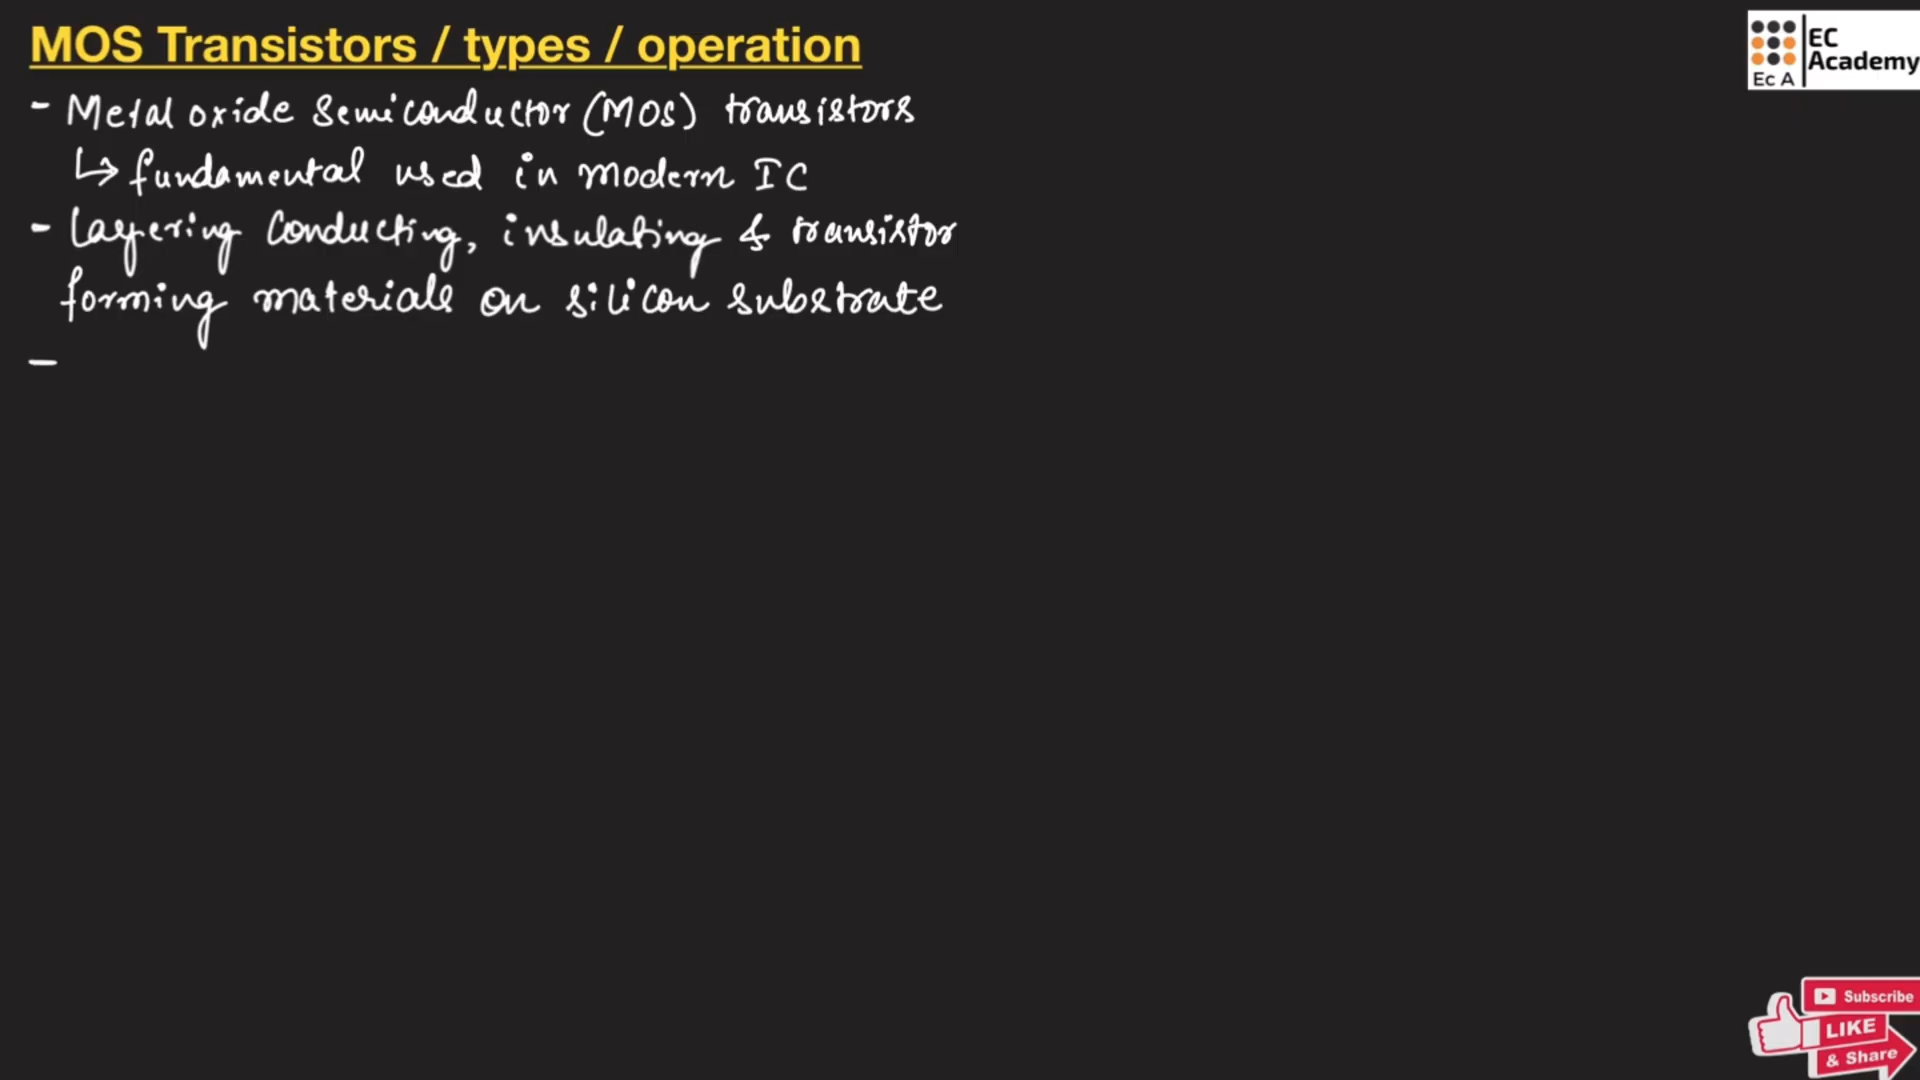 MOS Transistors / types / operation
- Metal oxide Semiconductor (MOS) transistors
↳ fundamental used in modern IC
- Layering Conducting, insulating & transistor
forming materials on silicon substrate
-
EC
Academy
Ec A
Subscribe
LIKE
& Share